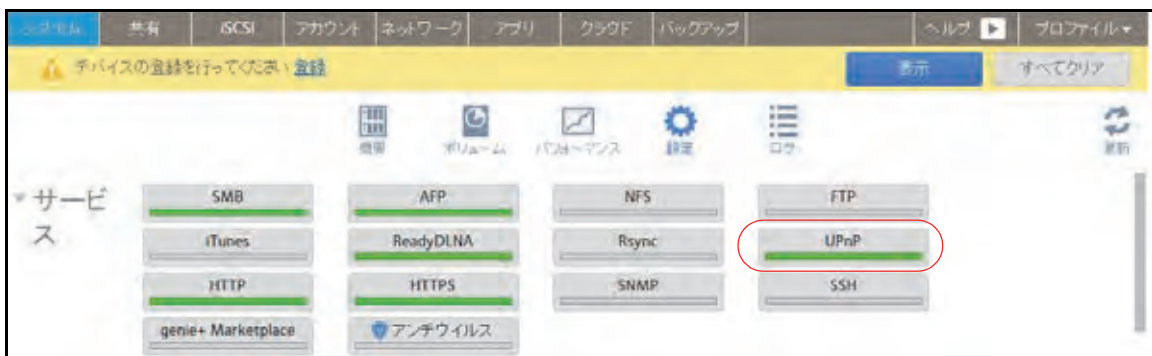 システム 共有 iSCSI アカウント ネットワーク アプリ クラウド バックアップ ヘルプ プロファイル
デバイスの登録を行ってください 登録 表示 すべてクリア
概要 ボリューム パフォーマンス 設定 ログ 更新
サービス
SMB AFP NFS FTP
iTunes ReadyDLNA Rsync UPnP
HTTP HTTPS SNMP SSH
genie+ Marketplace アンチウイルス